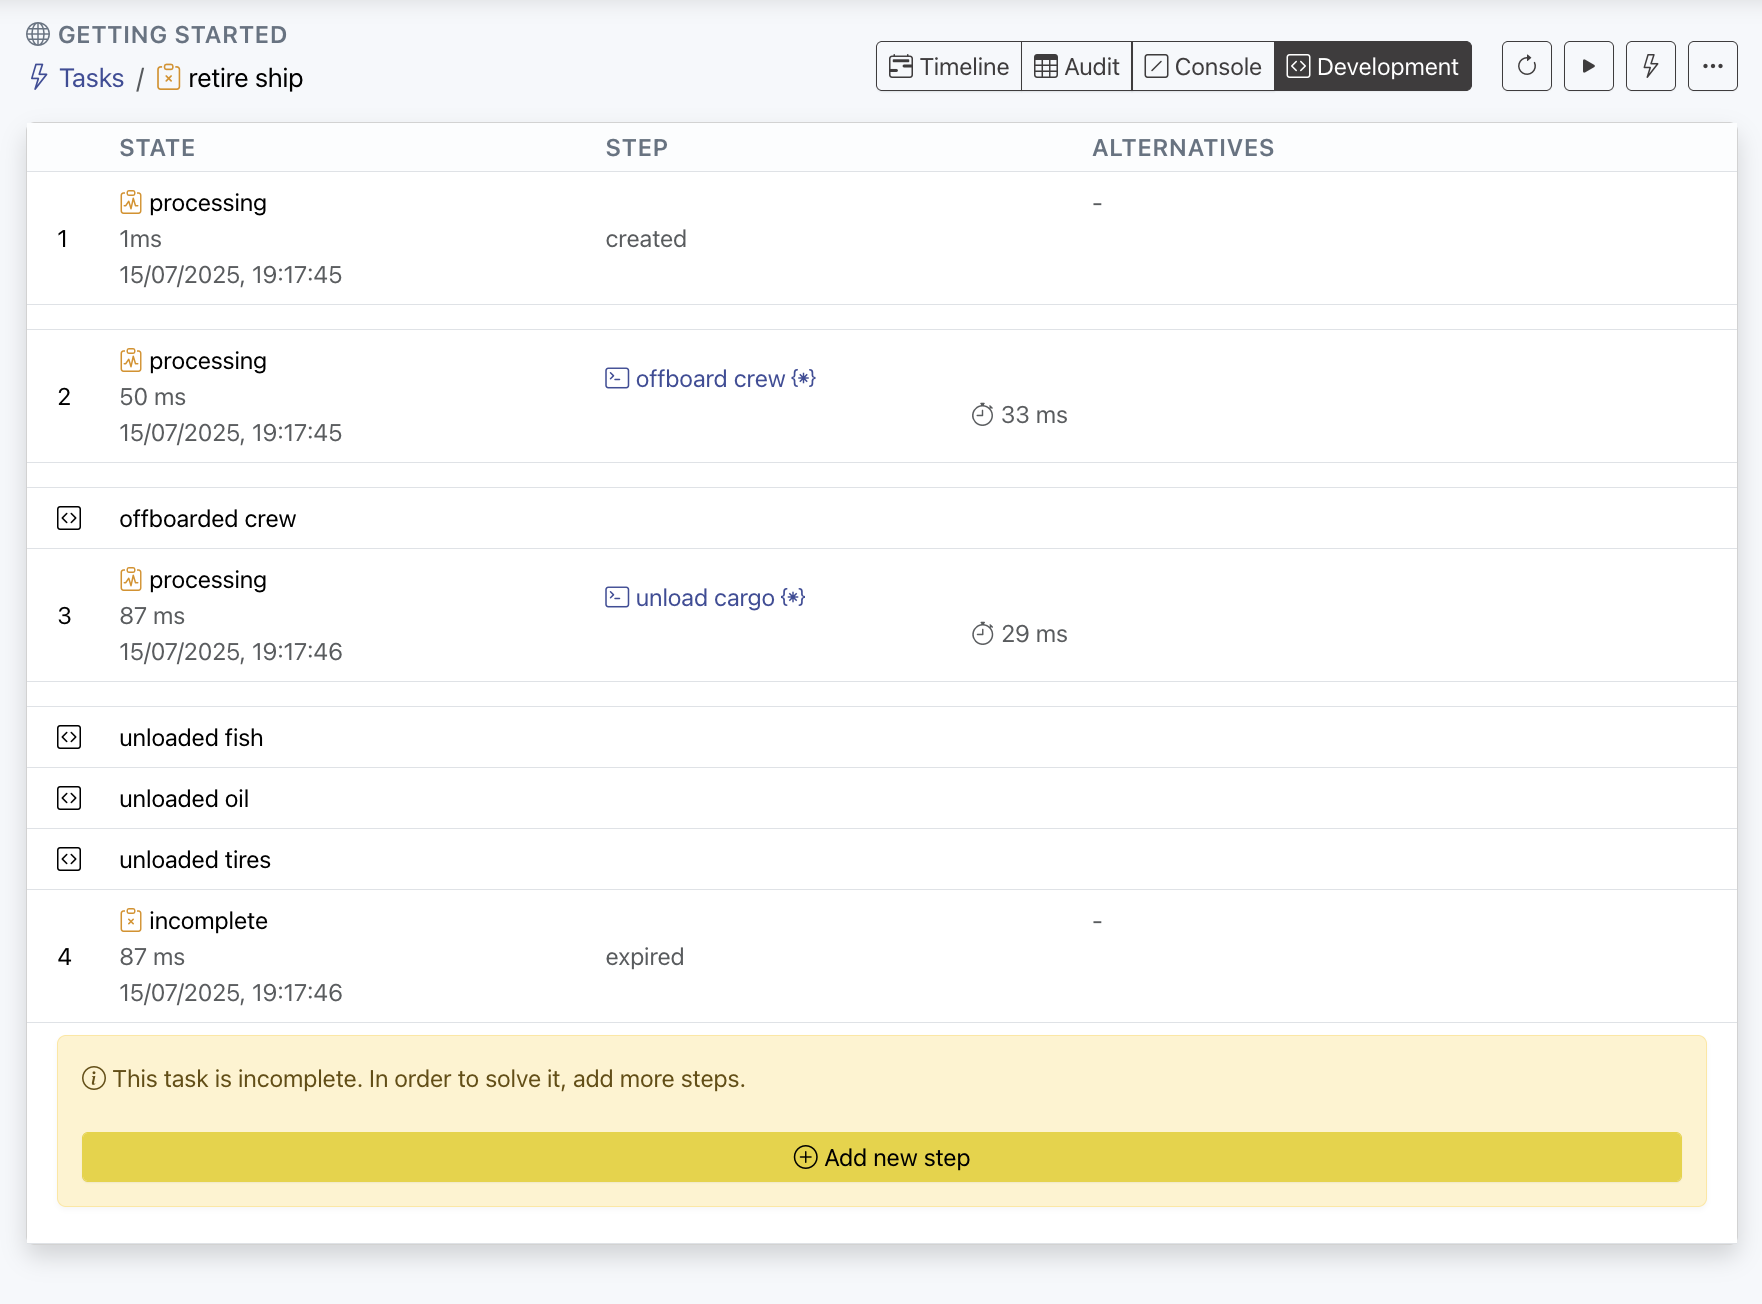 GETTING STARTED
Tasks / retire ship
Timeline Audit Console Development
STATE STEP ALTERNATIVES
processing -
1 1ms created
15/07/2025, 19:17:45
processing
offboard crew {*}
2 50 ms
33 ms
15/07/2025, 19:17:45
offboarded crew
processing
unload cargo {*}
3 87 ms
29 ms
15/07/2025, 19:17:46
unloaded fish
unloaded oil
unloaded tires
incomplete -
4 87 ms expired
15/07/2025, 19:17:46
This task is incomplete. In order to solve it, add more steps.
Add new step